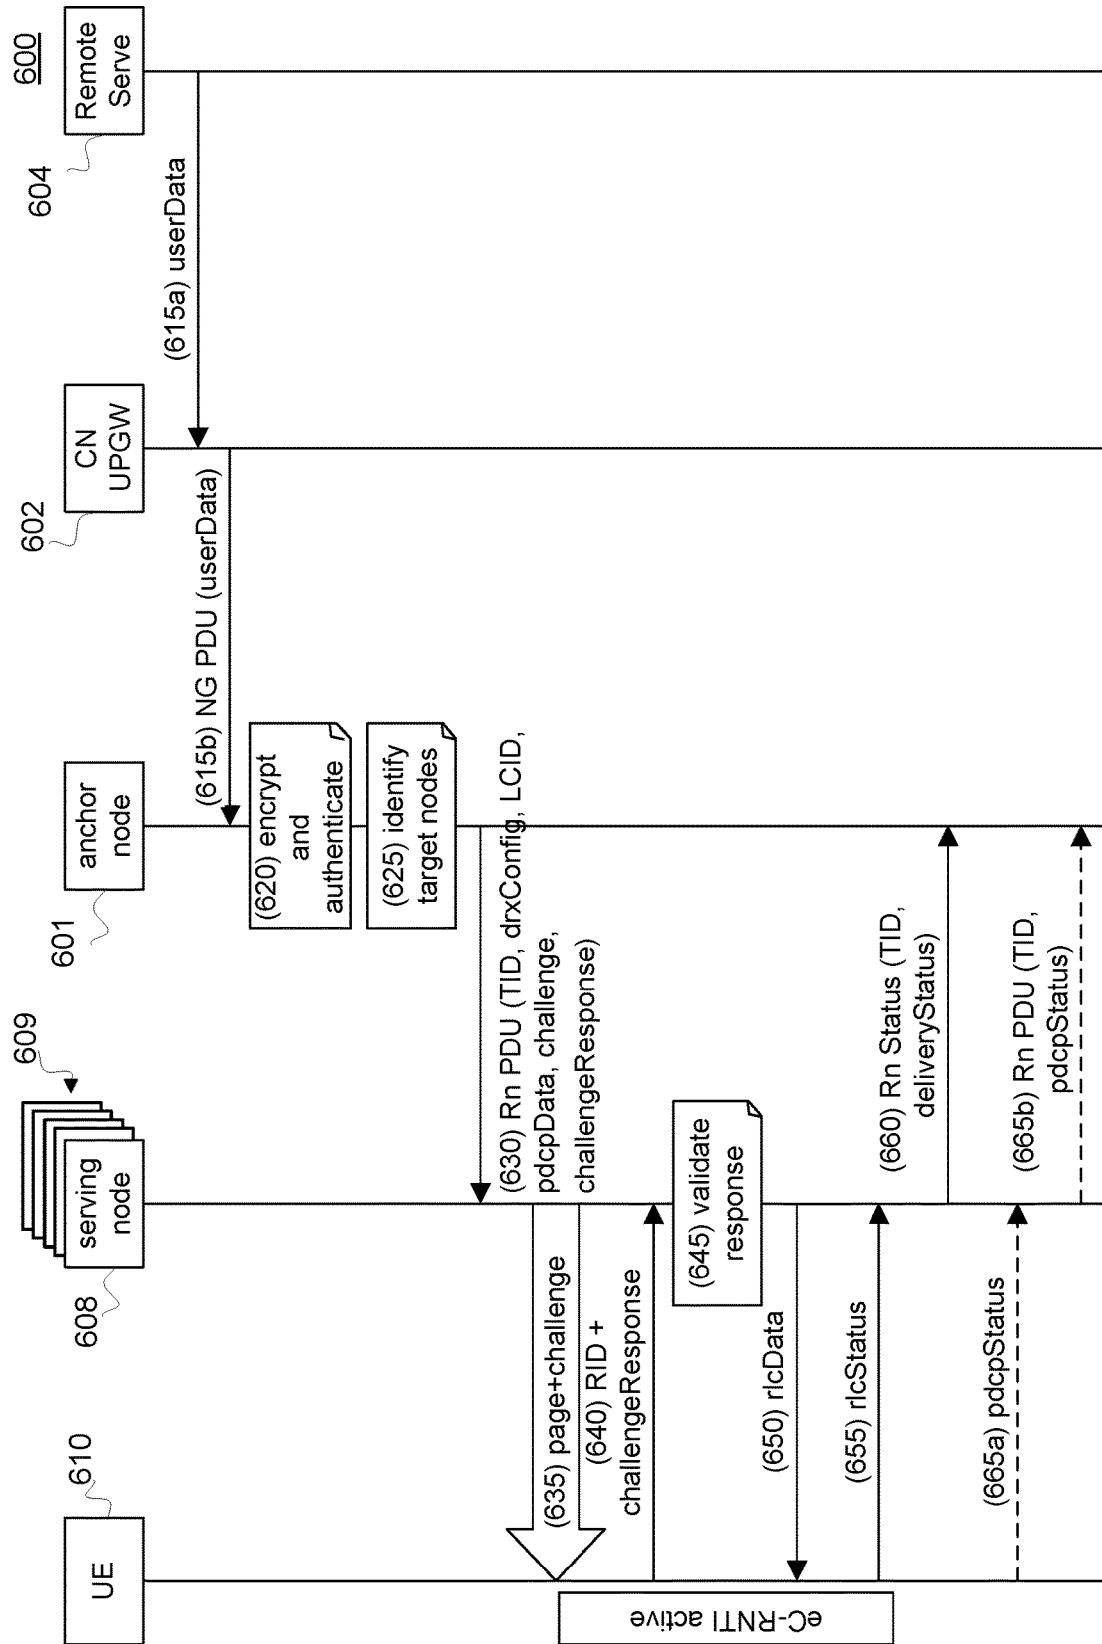 600
UE
610
serving
node
608
609
anchor
node
601
CN
UPGW
602
Remote
Serve
604
(615a) userData
(615b) NG PDU (userData)
(620) encrypt
and
authenticate
(625) identify
target nodes
(630) Rn PDU (TID, drxConfig, LCID,
pdcpData, challenge,
challengeResponse)
(635) page+challenge
(640) RID +
challengeResponse
(645) validate
response
(650) rlcData
(655) rlcStatus
(660) Rn Status (TID,
deliveryStatus)
(665a) pdcpStatus
(665b) Rn PDU (TID,
pdcpStatus)
eC-RNTI active